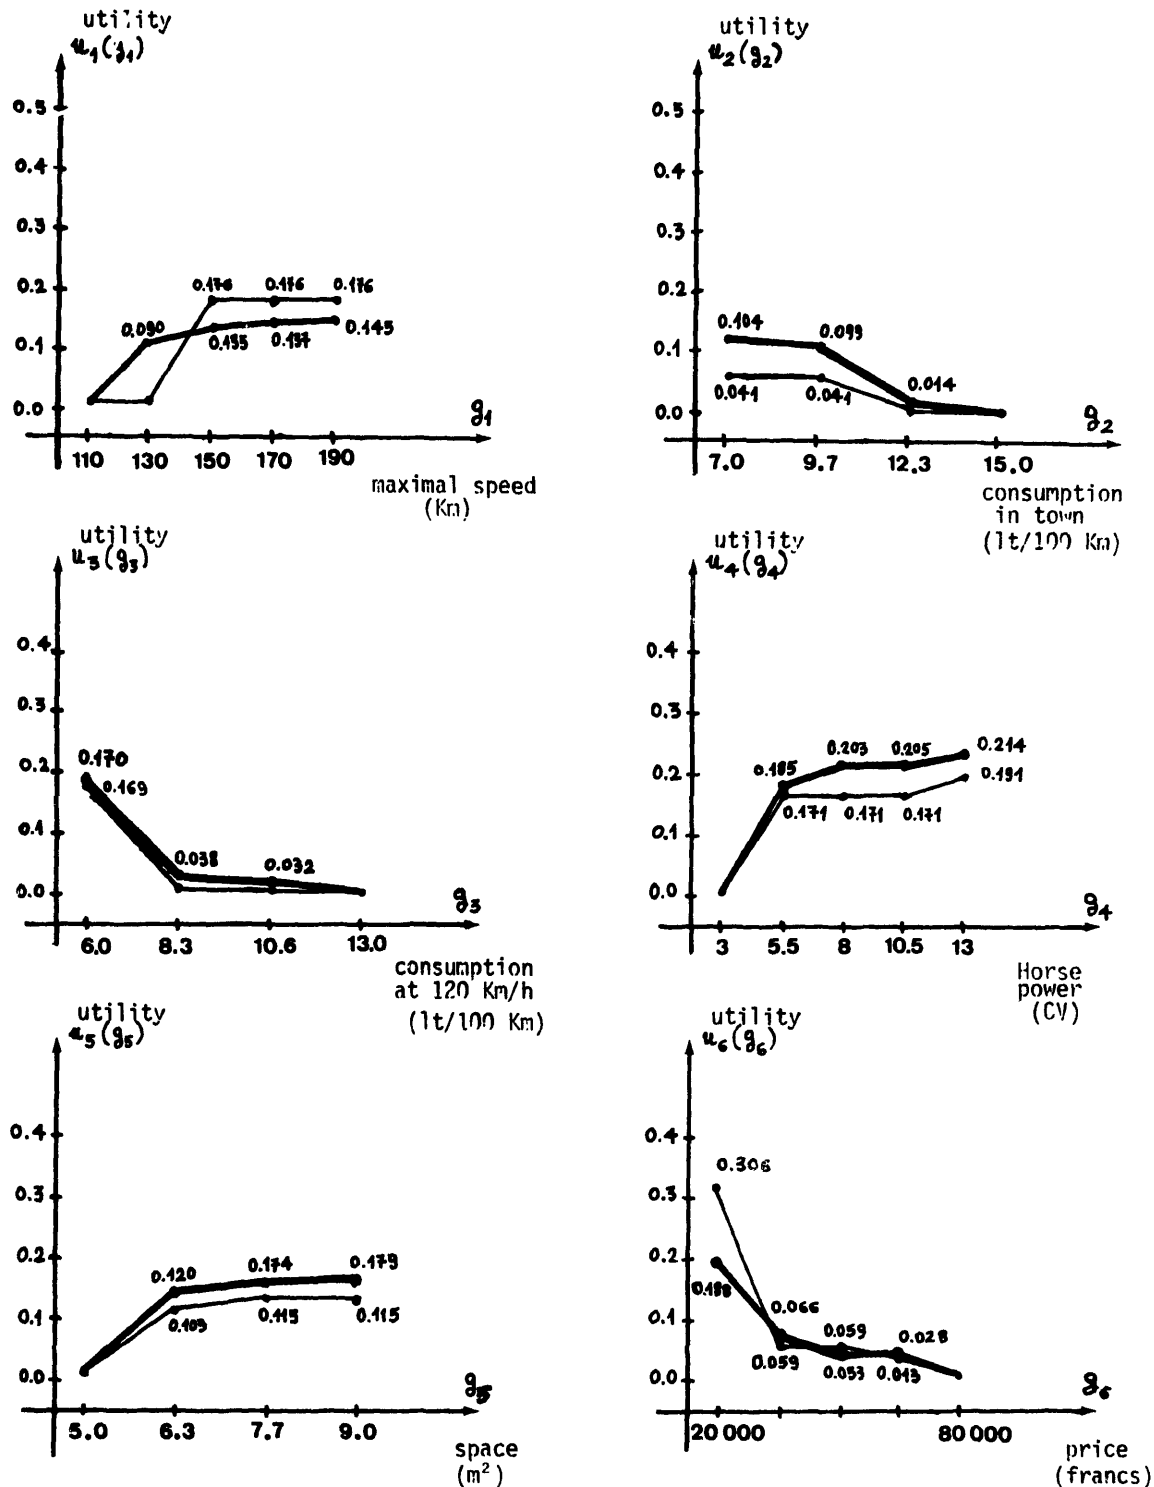 utility
u₁(g₁)
0.5
0.4
0.3
0.2
0.1
0.0
0.176 0.176 0.176
0.090
0.135 0.137 0.145
g₁
110 130 150 170 190
maximal speed
(Km)
utility
u₂(g₂)
0.5
0.4
0.3
0.2
0.1
0.0
0.104 0.099
0.014
0.041 0.041
g₂
7.0 9.7 12.3 15.0
consumption
in town
(lt/100 Km)
utility
u₃(g₃)
0.4
0.3
0.2
0.1
0.0
0.170
0.169
0.038 0.032
g₃
6.0 8.3 10.6 13.0
consumption
at 120 Km/h
(lt/100 Km)
utility
u₄(g₄)
0.4
0.3
0.2
0.1
0.0
0.185 0.203 0.205 0.214
0.191
0.171 0.171 0.171
g₄
3 5.5 8 10.5 13
Horse
power
(CV)
utility
u₅(g₅)
0.4
0.3
0.2
0.1
0.0
0.120 0.174 0.179
0.109 0.115 0.115
g₅
5.0 6.3 7.7 9.0
space
(m²)
utility
u₆(g₆)
0.4
0.3
0.2
0.1
0.0
0.306
0.066
0.059 0.028
0.059 0.013
g₆
20 000 80 000
price
(francs)